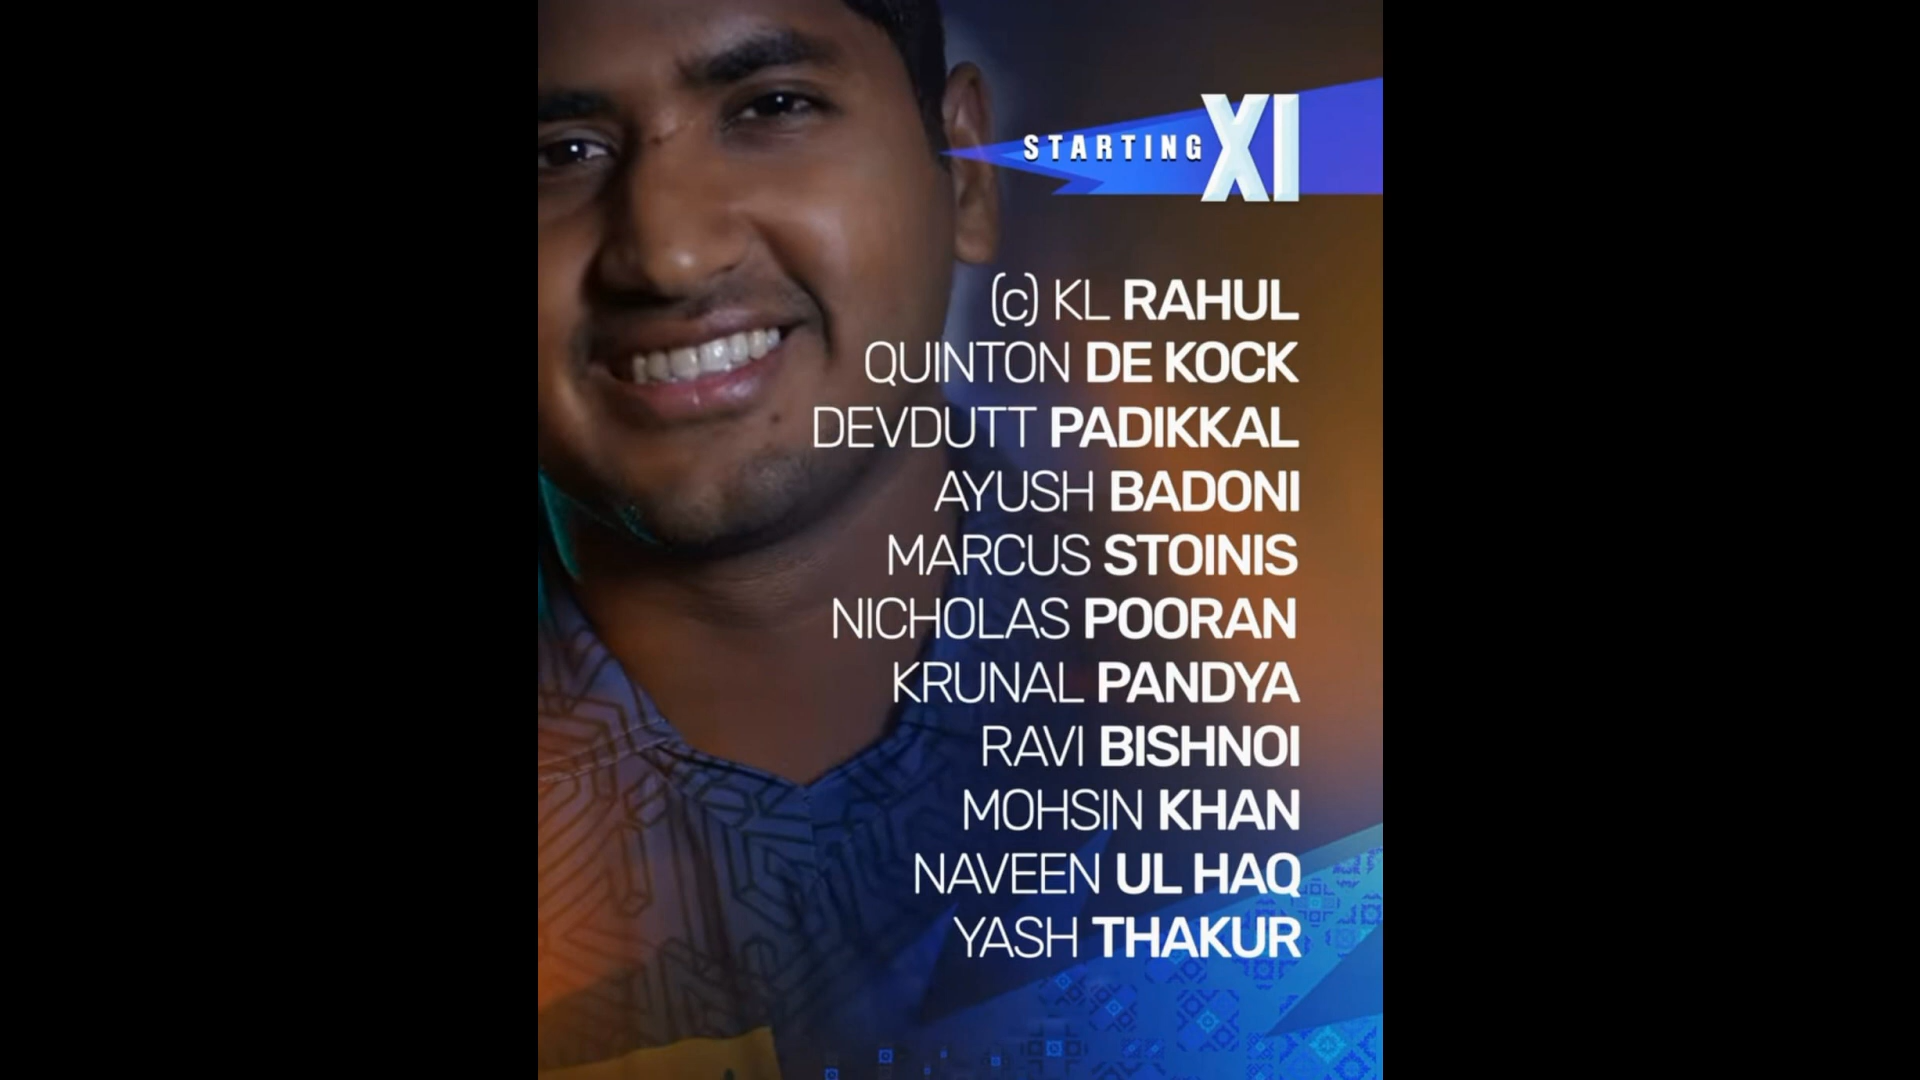 STARTING XI
(c) KL RAHUL
QUINTON DE KOCK
DEVDUTT PADIKKAL
AYUSH BADONI
MARCUS STOINIS
NICHOLAS POORAN
KRUNAL PANDYA
RAVI BISHNOI
MOHSIN KHAN
NAVEEN UL HAQ
YASH THAKUR